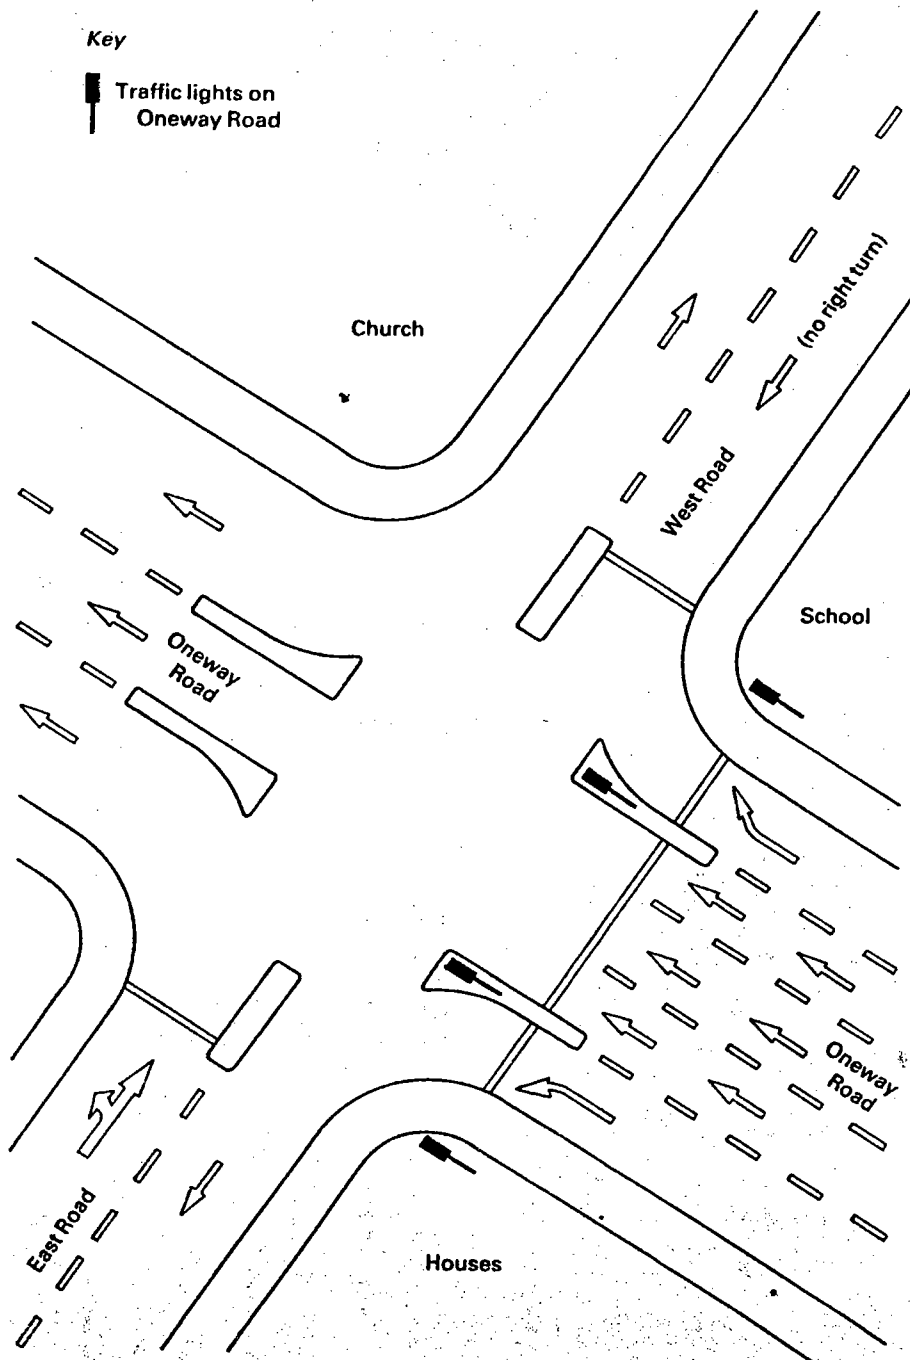 Key
Traffic lights on
Oneway Road
(no right turn)
Church
West Road
School
Oneway
Road
Oneway
Road
East Road
Houses